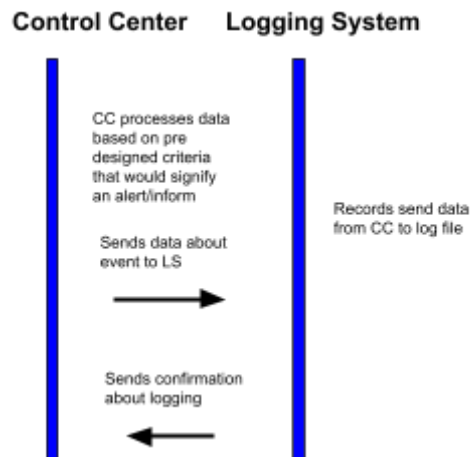 Control Center
Logging System
CC processes data
based on pre
designed criteria
that would signify
an alert/inform
Records send data
from CC to log file
Sends data about
event to LS
Sends confirmation
about logging